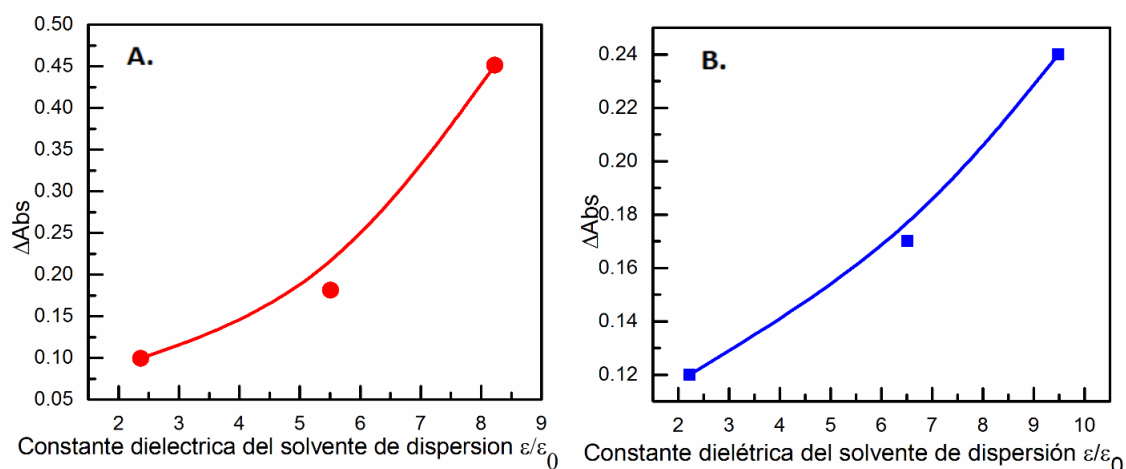 A.
0.50
0.45
0.40
0.35
0.30
0.25
0.20
0.15
0.10
0.05
ΔAbs
2 3 4 5 6 7 8 9
Constante dielectrica del solvente de dispersion ε/ε0
B.
0.24
0.22
0.20
0.18
0.16
0.14
0.12
ΔAbs
2 3 4 5 6 7 8 9 10
Constante dielétrica del solvente de dispersión ε/ε0